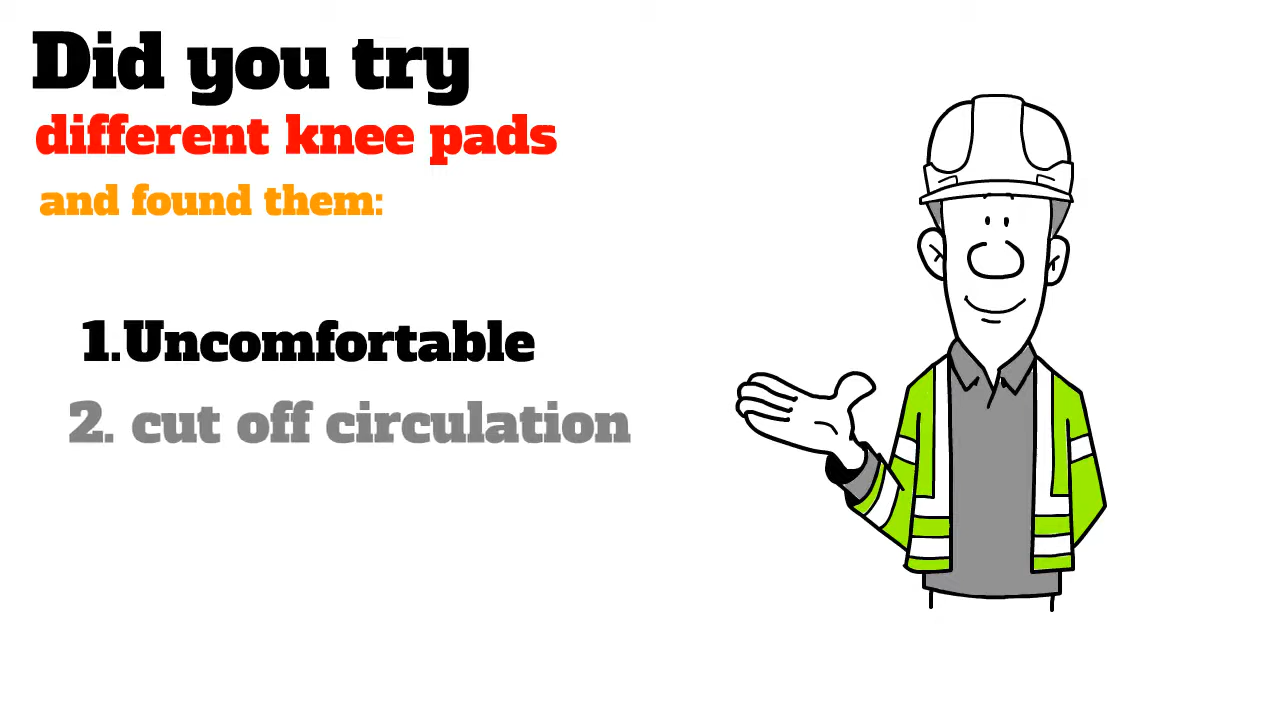 Did you try
different knee pads
and found them:
1.Uncomfortable
2. cut off circulation